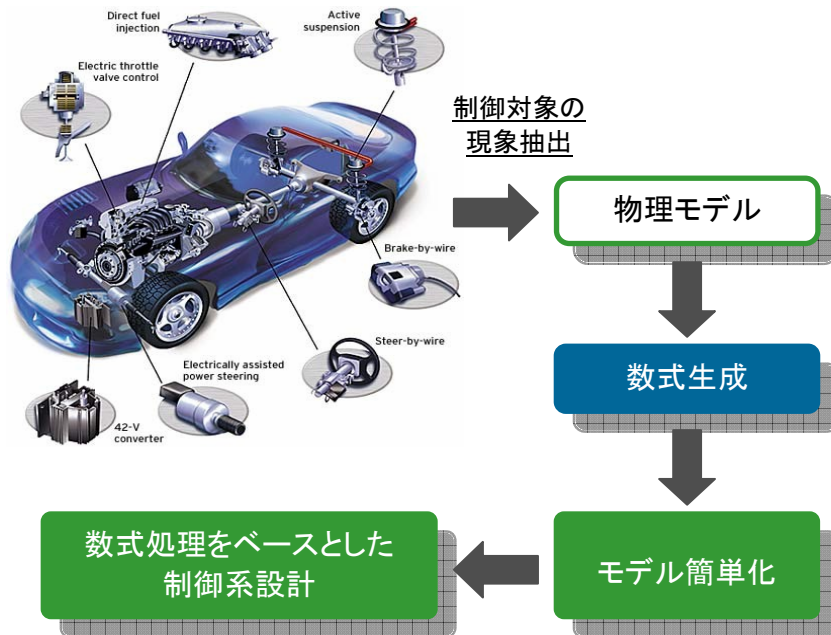 Direct fuel
injection
Active
suspension
Electric throttle
valve control
制御対象の
現象抽出
物理モデル
Brake-by-wire
数式生成
Steer-by-wire
Electrically assisted
power steering
42-V
converter
モデル簡単化
数式処理をベースとした
制御系設計